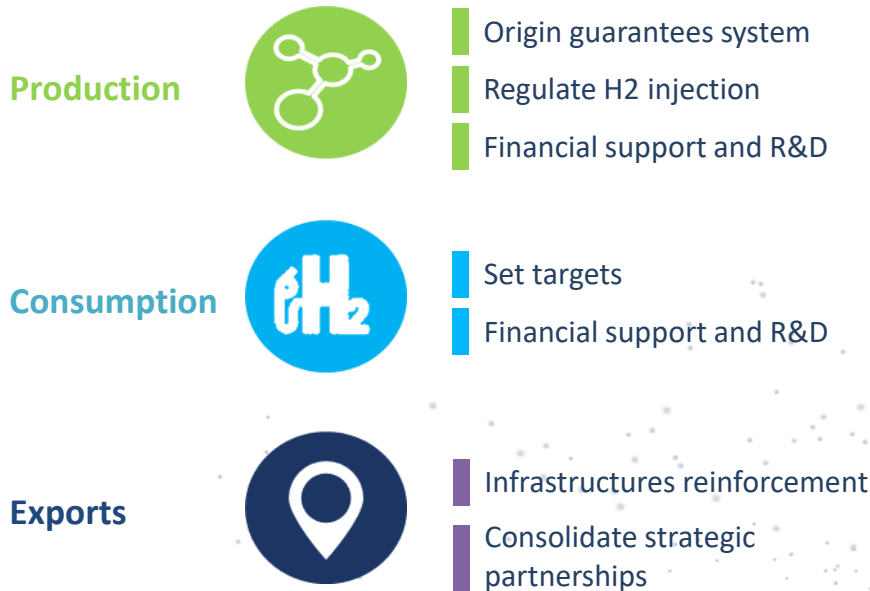 Production
Origin guarantees system
Regulate H2 injection
Financial support and R&D
Consumption
H2
Set targets
Financial support and R&D
Exports
Infrastructures reinforcement
Consolidate strategic
partnerships